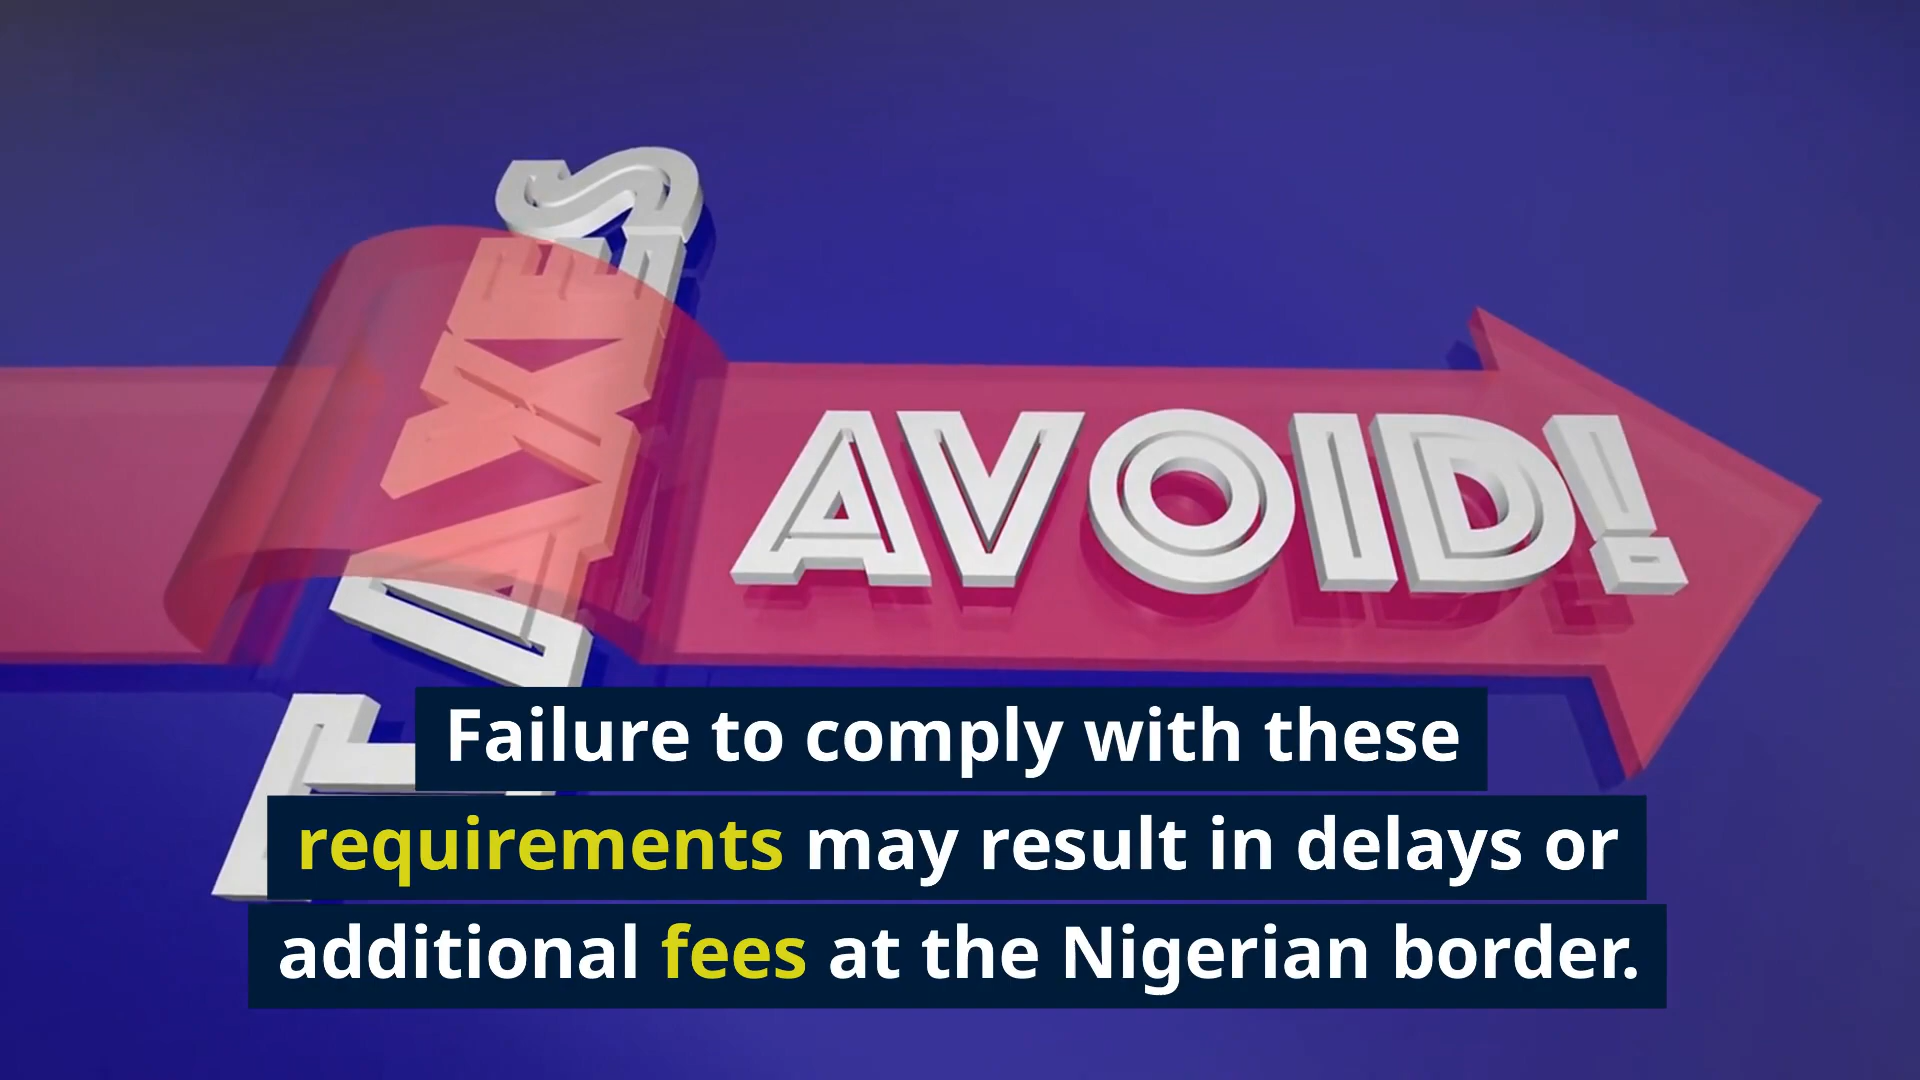 TAXES
AVOID!
Failure to comply with these
requirements may result in delays or
additional fees at the Nigerian border.